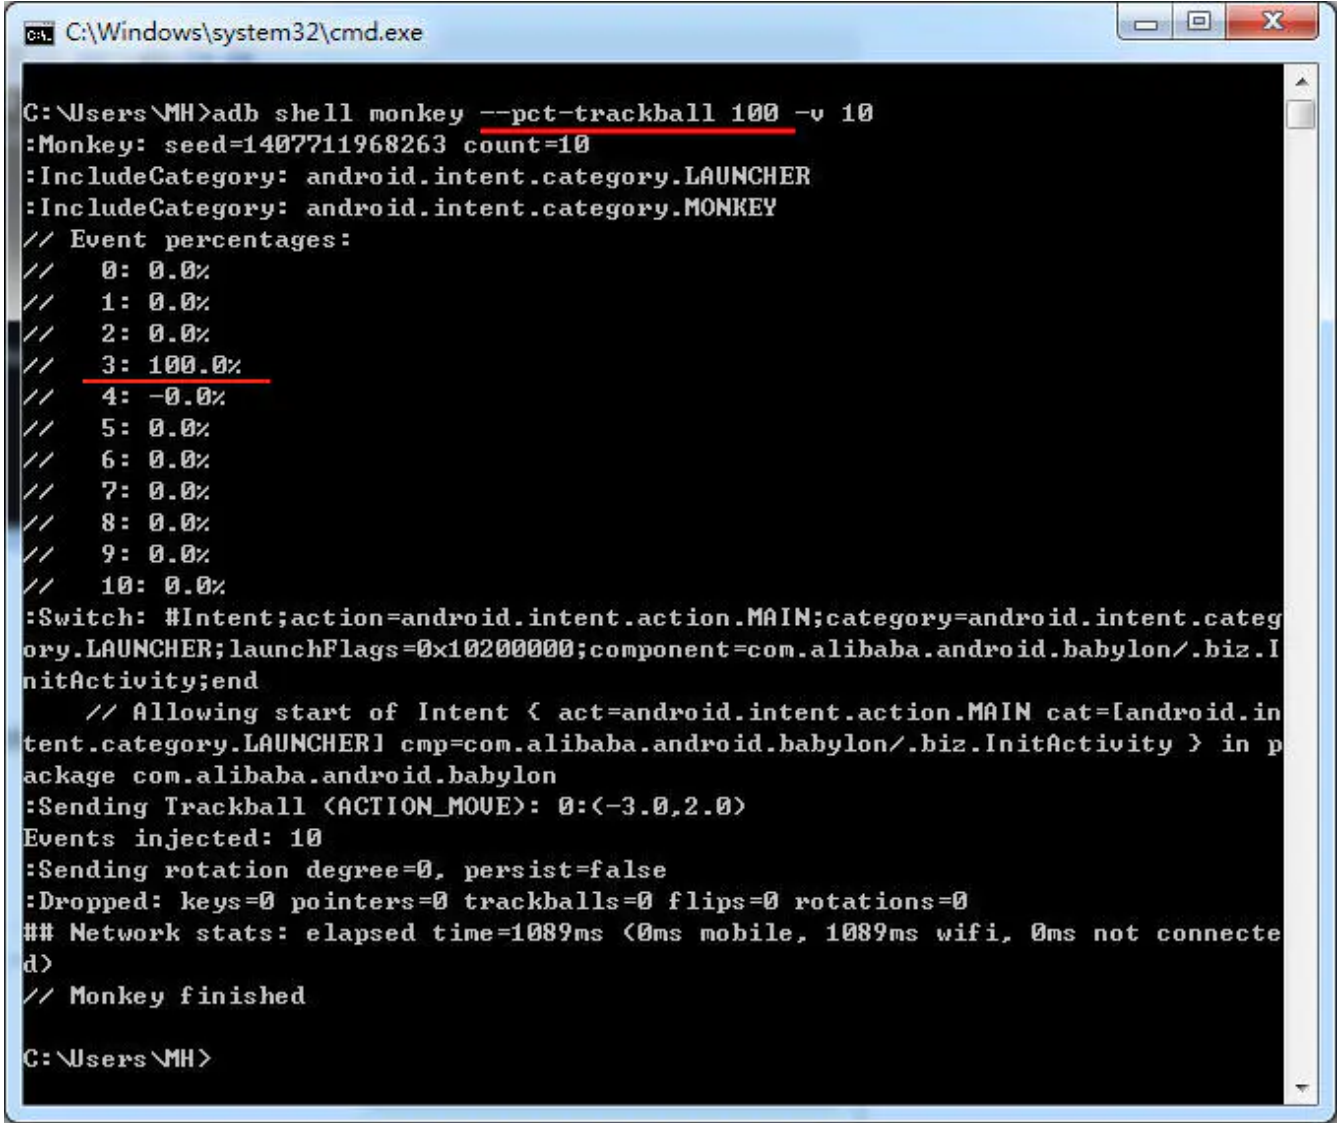 C:\Windows\system32\cmd.exe
C:\Users\MH>adb shell monkey --pct-trackball 100 -v 10
:Monkey: seed=1407711968263 count=10
:IncludeCategory: android.intent.category.LAUNCHER
:IncludeCategory: android.intent.category.MONKEY
// Event percentages:
//   0: 0.0%
//   1: 0.0%
//   2: 0.0%
//   3: 100.0%
//   4: -0.0%
//   5: 0.0%
//   6: 0.0%
//   7: 0.0%
//   8: 0.0%
//   9: 0.0%
//   10: 0.0%
:Switch: #Intent;action=android.intent.action.MAIN;category=android.intent.categ
ory.LAUNCHER;launchFlags=0x10200000;component=com.alibaba.android.babylon/.biz.I
nitActivity;end
    // Allowing start of Intent { act=android.intent.action.MAIN cat=[android.in
tent.category.LAUNCHER] cmp=com.alibaba.android.babylon/.biz.InitActivity } in p
ackage com.alibaba.android.babylon
:Sending Trackball (ACTION_MOVE): 0:(-3.0,2.0)
Events injected: 10
:Sending rotation degree=0, persist=false
:Dropped: keys=0 pointers=0 trackballs=0 flips=0 rotations=0
## Network stats: elapsed time=1089ms (0ms mobile, 1089ms wifi, 0ms not connecte
d)
// Monkey finished
C:\Users\MH>